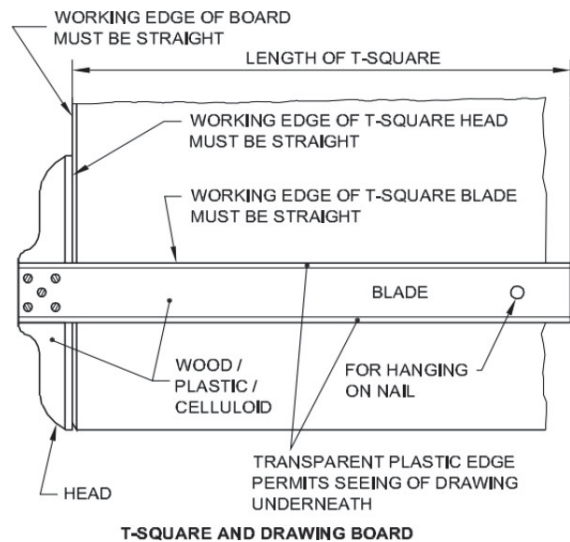 WORKING EDGE OF BOARD
MUST BE STRAIGHT
LENGTH OF T-SQUARE
WORKING EDGE OF T-SQUARE HEAD
MUST BE STRAIGHT
WORKING EDGE OF T-SQUARE BLADE
MUST BE STRAIGHT
BLADE
WOOD /
PLASTIC /
CELLULOID
FOR HANGING
ON NAIL
HEAD
TRANSPARENT PLASTIC EDGE
PERMITS SEEING OF DRAWING
UNDERNEATH
T-SQUARE AND DRAWING BOARD